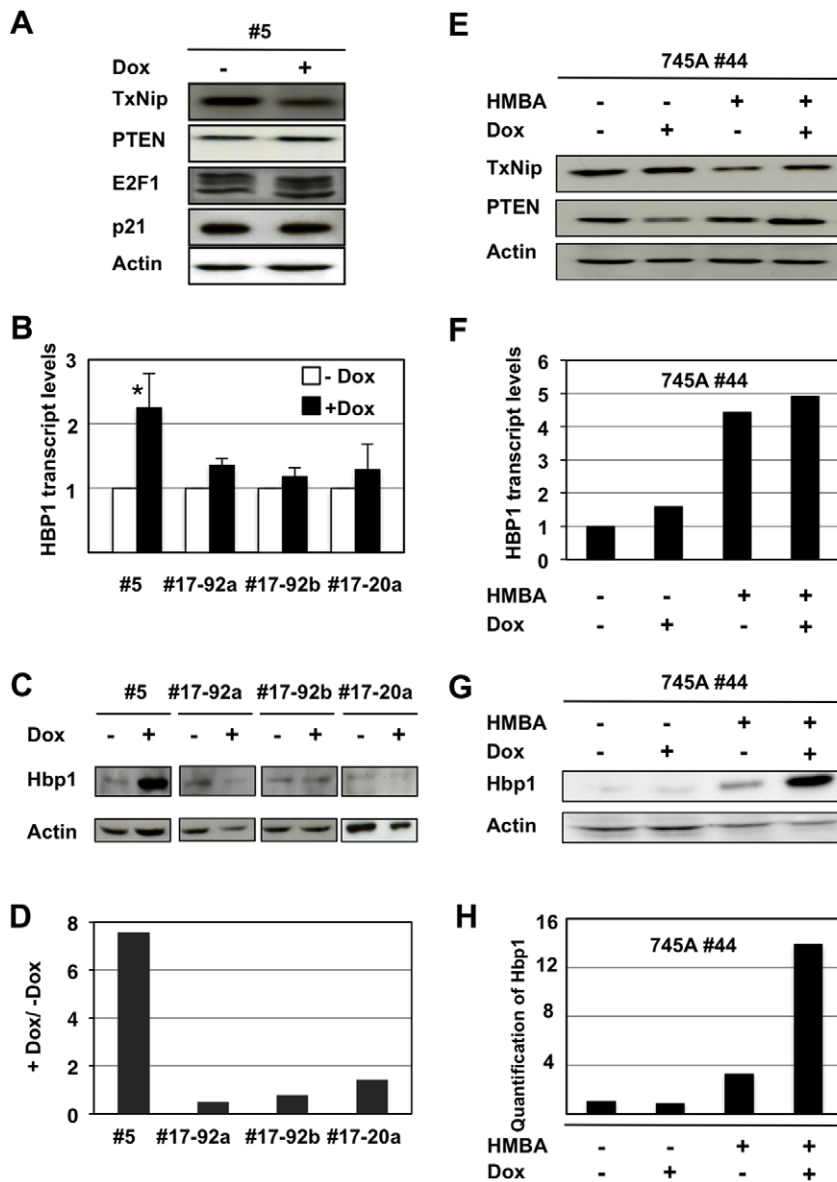 A
#5
Dox - +
TxNip
PTEN
E2F1
p21
Actin
B
HBP1 transcript levels
3
2
1
*
- Dox
+Dox
#5 #17-92a #17-92b #17-20a
C
#5 #17-92a #17-92b #17-20a
Dox - + - + - + - +
Hbp1
Actin
D
+ Dox/ -Dox
8
6
4
2
0
#5 #17-92a #17-92b #17-20a
E
745A #44
HMBA - - + +
Dox - + - +
TxNip
PTEN
Actin
F
745A #44
HBP1 transcript levels
6
5
4
3
2
1
0
HMBA - - + +
Dox - + - +
G
745A #44
HMBA - - + +
Dox - + - +
Hbp1
Actin
H
745A #44
Quantification of Hbp1
16
14
8
4
HMBA - - + +
Dox - + - +